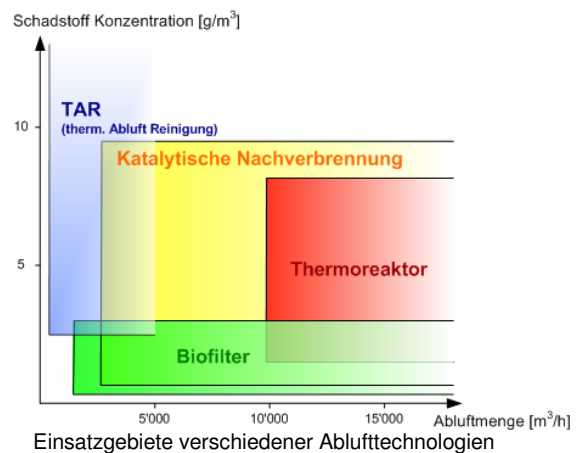 Schadstoff Konzentration [g/m³]
TAR
(therm. Abluft Reinigung)
10
Katalytische Nachverbrennung
5
Thermoreaktor
Biofilter
5'000
10'000
15'000
Abluftmenge [m³/h]
Einsatzgebiete verschiedener Ablufttechnologien